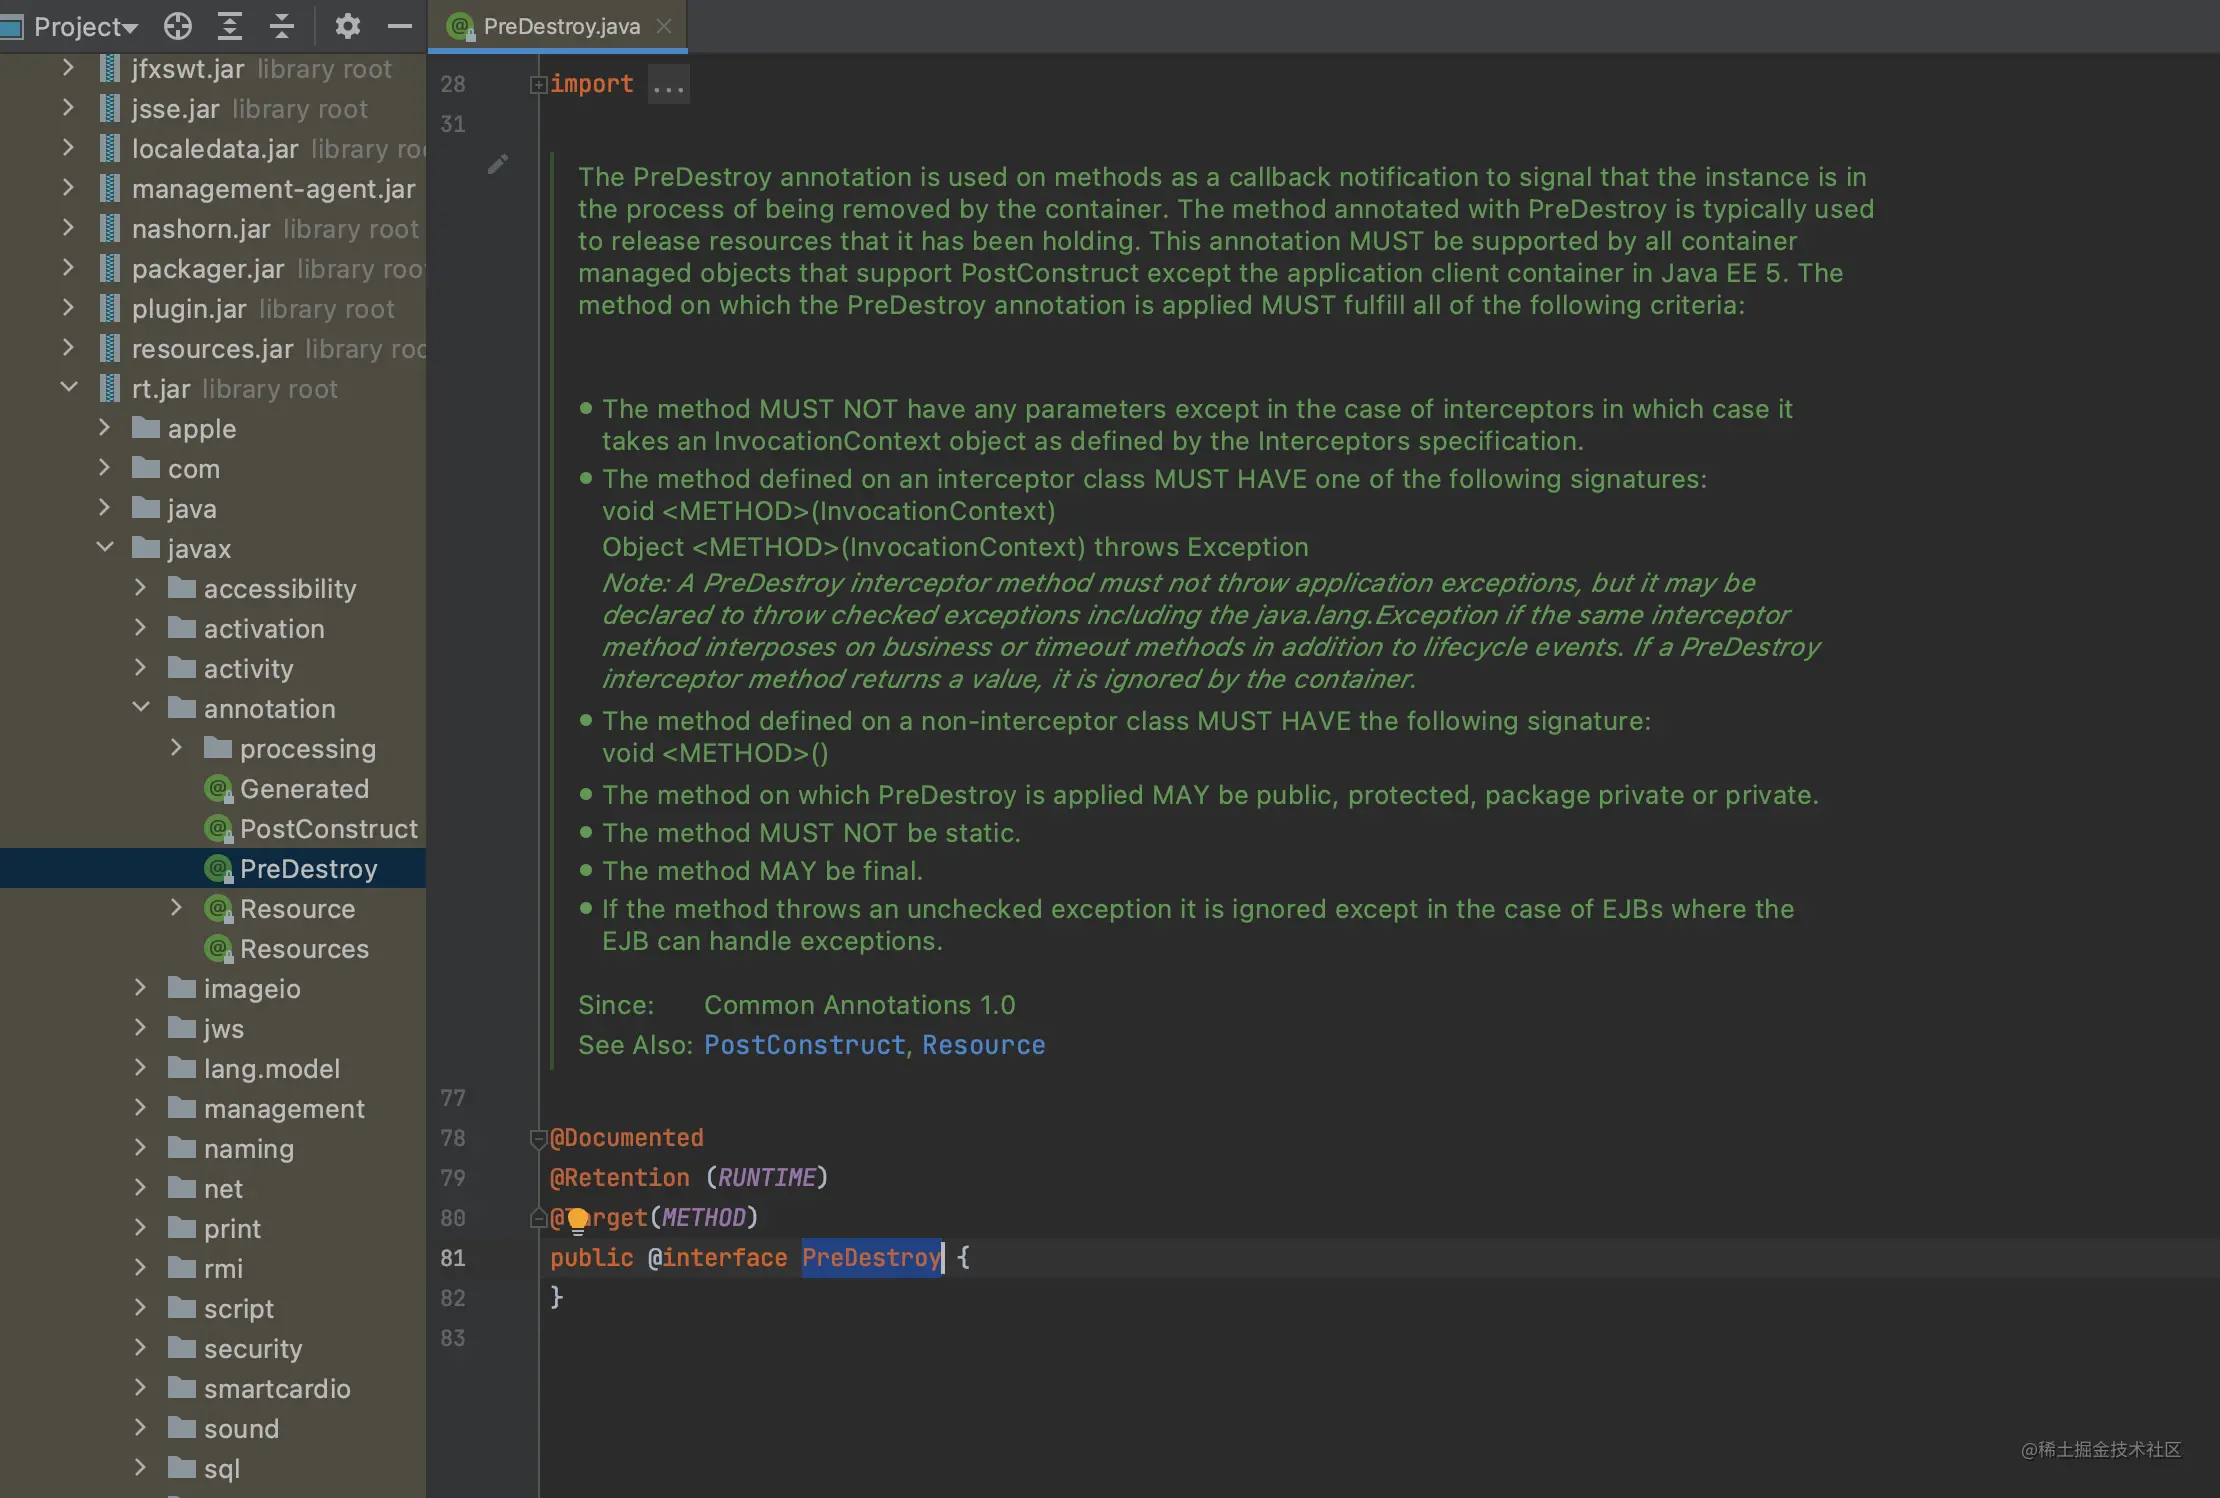 Project
PreDestroy.java
jfxswt.jar library root
jsse.jar library root
localedata.jar library roo
management-agent.jar
nashorn.jar library root
packager.jar library roo
plugin.jar library root
resources.jar library roo
rt.jar library root
apple
com
java
javax
accessibility
activation
activity
annotation
processing
Generated
PostConstruct
PreDestroy
Resource
Resources
imageio
jws
lang.model
management
naming
net
print
rmi
script
security
smartcardio
sound
sql
28 import ...
31
The PreDestroy annotation is used on methods as a callback notification to signal that the instance is in
the process of being removed by the container. The method annotated with PreDestroy is typically used
to release resources that it has been holding. This annotation MUST be supported by all container
managed objects that support PostConstruct except the application client container in Java EE 5. The
method on which the PreDestroy annotation is applied MUST fulfill all of the following criteria:
• The method MUST NOT have any parameters except in the case of interceptors in which case it
takes an InvocationContext object as defined by the Interceptors specification.
• The method defined on an interceptor class MUST HAVE one of the following signatures:
void <METHOD>(InvocationContext)
Object <METHOD>(InvocationContext) throws Exception
Note: A PreDestroy interceptor method must not throw application exceptions, but it may be
declared to throw checked exceptions including the java.lang.Exception if the same interceptor
method interposes on business or timeout methods in addition to lifecycle events. If a PreDestroy
interceptor method returns a value, it is ignored by the container.
• The method defined on a non-interceptor class MUST HAVE the following signature:
void <METHOD>()
• The method on which PreDestroy is applied MAY be public, protected, package private or private.
• The method MUST NOT be static.
• The method MAY be final.
• If the method throws an unchecked exception it is ignored except in the case of EJBs where the
EJB can handle exceptions.
Since: Common Annotations 1.0
See Also: PostConstruct, Resource
77
78 @Documented
79 @Retention (RUNTIME)
80 @Target(METHOD)
81 public @interface PreDestroy {
82 }
83
@稀土掘金技术社区